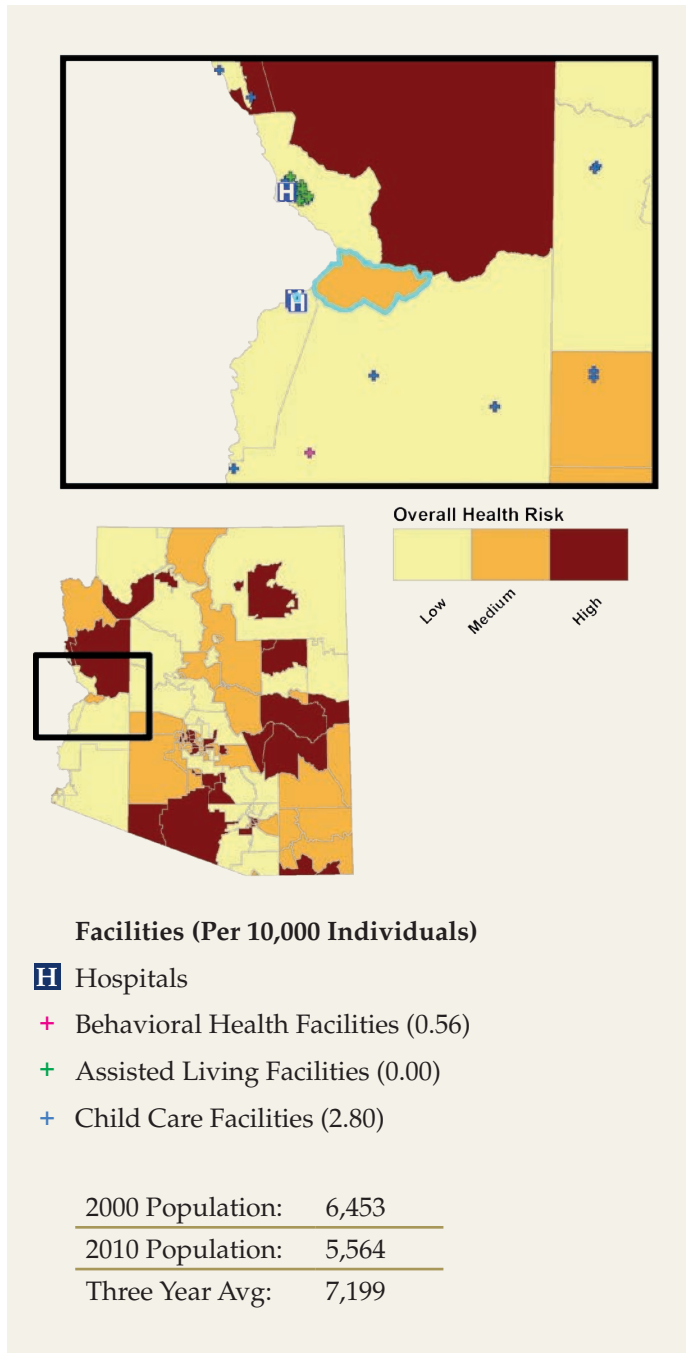 H
H
Overall Health Risk
Low
Medium
High
Facilities (Per 10,000 Individuals)
H Hospitals
+ Behavioral Health Facilities (0.56)
+ Assisted Living Facilities (0.00)
+ Child Care Facilities (2.80)
2000 Population: 6,453
2010 Population: 5,564
Three Year Avg: 7,199